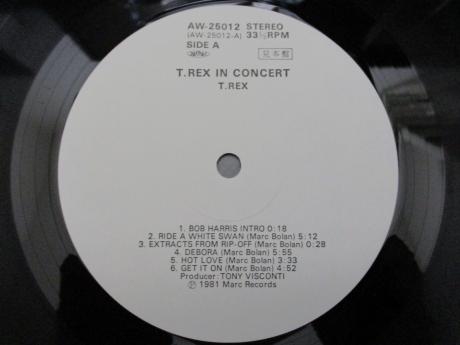 AW-25012 STEREO
(AW-25012-A) 33⅓RPM
SIDE A 見本盤
T.REX IN CONCERT
T.REX
1. BOB HARRIS INTRO 0:18
2. RIDE A WHITE SWAN (Marc Bolan) 5:12
3. EXTRACTS FROM RIP-OFF (Marc Bolan) 0:28
4. DEBORA (Marc Bolan) 5:55
5. HOT LOVE (Marc Bolan) 3:33
6. GET IT ON (Marc Bolan) 4:52
Producer: TONY VISCONTI
Ⓟ 1981 Marc Records